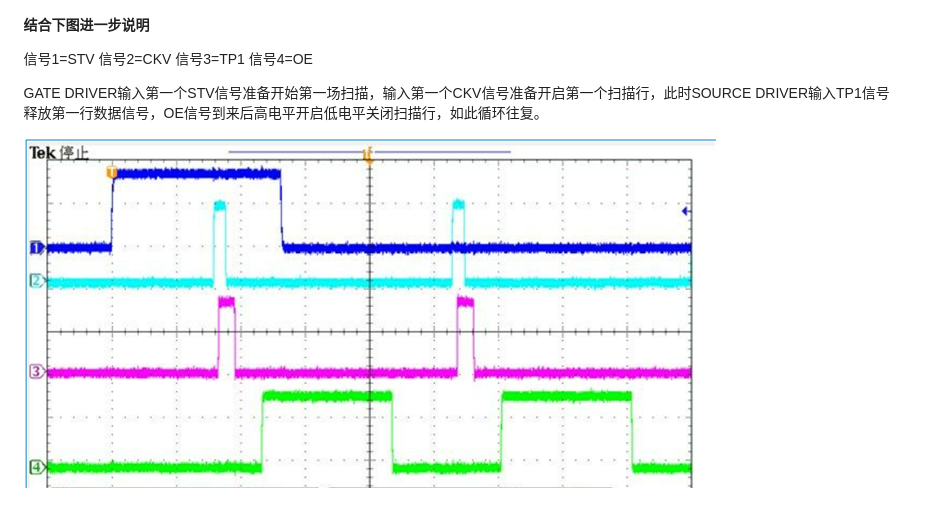 结合下图进一步说明
信号1=STV 信号2=CKV 信号3=TP1 信号4=OE
GATE DRIVER输入第一个STV信号准备开始第一场扫描，输入第一个CKV信号准备开启第一个扫描行，此时SOURCE DRIVER输入TP1信号
释放第一行数据信号，OE信号到来后高电平开启低电平关闭扫描行，如此循环往复。
Tek 停止
1
2
3
4